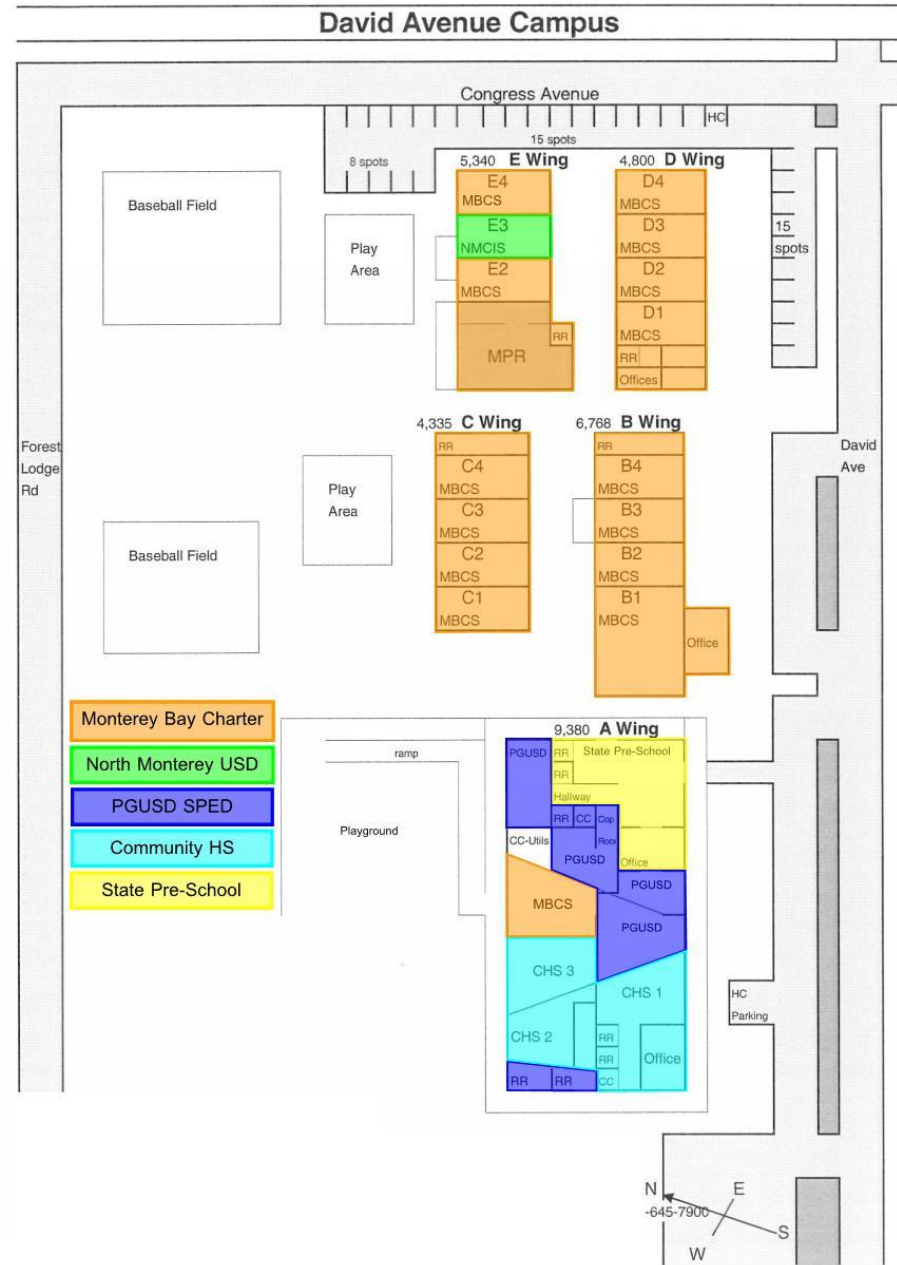 David Avenue Campus
Congress Avenue
HC
15 spots
8 spots
5,340 E Wing
4,800 D Wing
E4
MBCS
E3
NMCIS
E2
MBCS
RR
MPR
D4
MBCS
D3
MBCS
D2
MBCS
D1
MBCS
RR
Offices
15
spots
Baseball Field
Play
Area
4,335 C Wing
6,768 B Wing
RR
C4
MBCS
C3
MBCS
C2
MBCS
C1
MBCS
RR
B4
MBCS
B3
MBCS
B2
MBCS
B1
MBCS
Office
Forest
Lodge
Rd
David
Ave
Play
Area
Baseball Field
Monterey Bay Charter
North Monterey USD
PGUSD SPED
Community HS
State Pre-School
ramp
Playground
9,380 A Wing
PGUSD
RR
State Pre-School
RR
Hallway
RR
CC
Cop
Roor
CC-Utils
PGUSD
Office
PGUSD
MBCS
PGUSD
CHS 3
CHS 1
CHS 2
RR
RR
Office
RR
RR
CC
HC
Parking
N
E
-645-7900
S
W